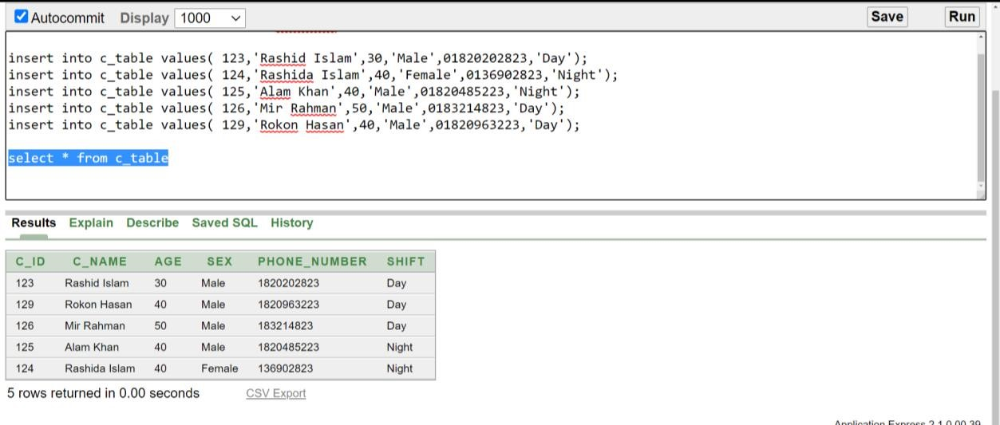 Autocommit Display 1000 Save Run
insert into c_table values( 123,'Rashid Islam',30,'Male',01820202823,'Day');
insert into c_table values( 124,'Rashida Islam',40,'Female',0136902823,'Night');
insert into c_table values( 125,'Alam Khan',40,'Male',01820485223,'Night');
insert into c_table values( 126,'Mir Rahman',50,'Male',0183214823,'Day');
insert into c_table values( 129,'Rokon Hasan',40,'Male',01820963223,'Day');
select * from c_table
Results Explain Describe Saved SQL History
C_ID C_NAME AGE SEX PHONE_NUMBER SHIFT
123 Rashid Islam 30 Male 1820202823 Day
129 Rokon Hasan 40 Male 1820963223 Day
126 Mir Rahman 50 Male 183214823 Day
125 Alam Khan 40 Male 1820485223 Night
124 Rashida Islam 40 Female 136902823 Night
5 rows returned in 0.00 seconds CSV Export
Application Express 2.1.0.00.39